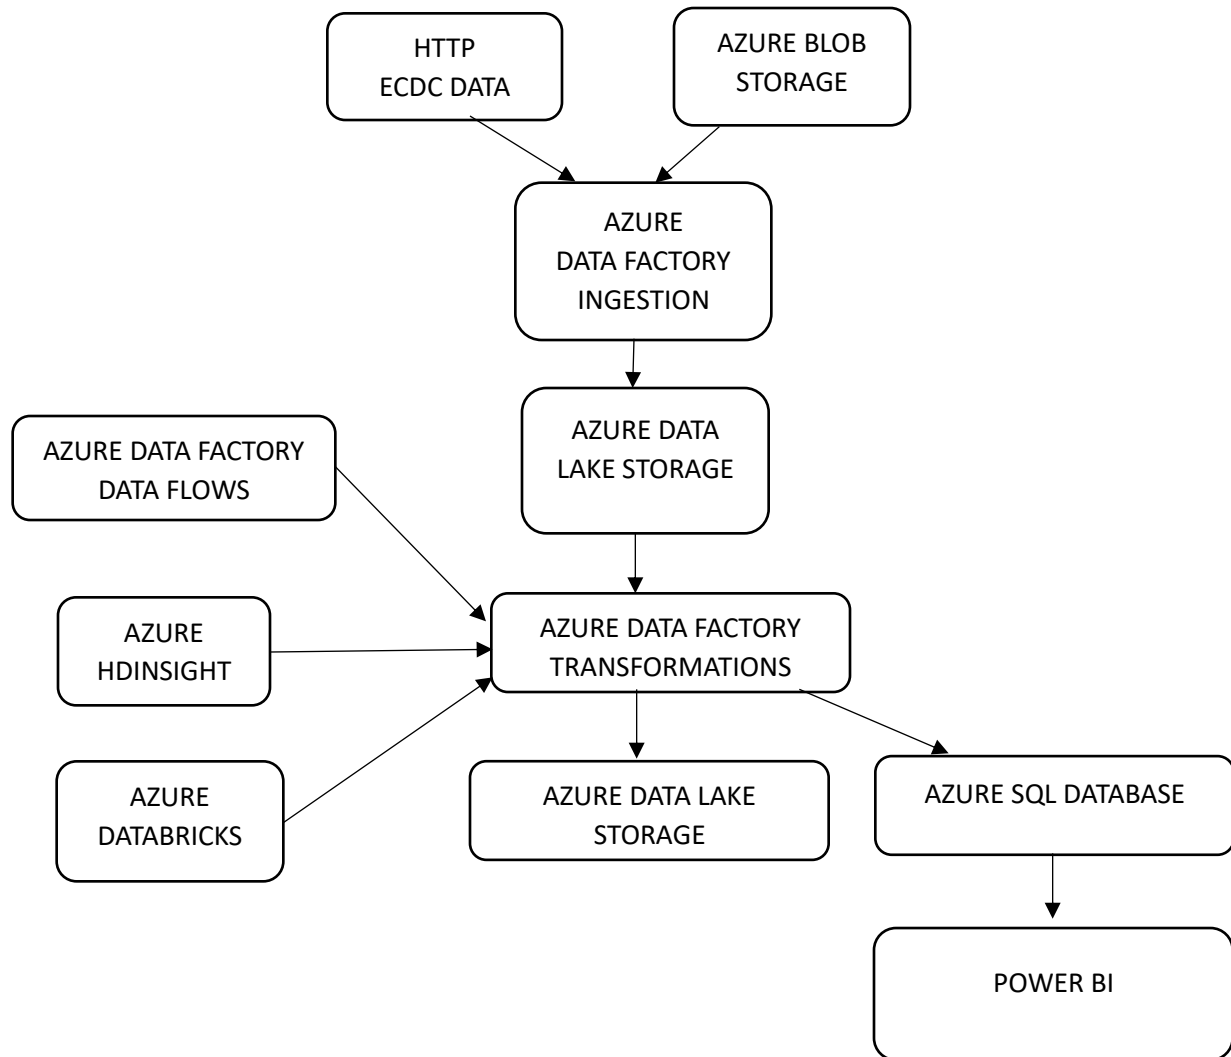 HTTP
ECDC DATA
AZURE BLOB
STORAGE
AZURE
DATA FACTORY
INGESTION
AZURE DATA
LAKE STORAGE
AZURE DATA FACTORY
DATA FLOWS
AZURE
HDINSIGHT
AZURE DATA FACTORY
TRANSFORMATIONS
AZURE
DATABRICKS
AZURE DATA LAKE
STORAGE
AZURE SQL DATABASE
POWER BI